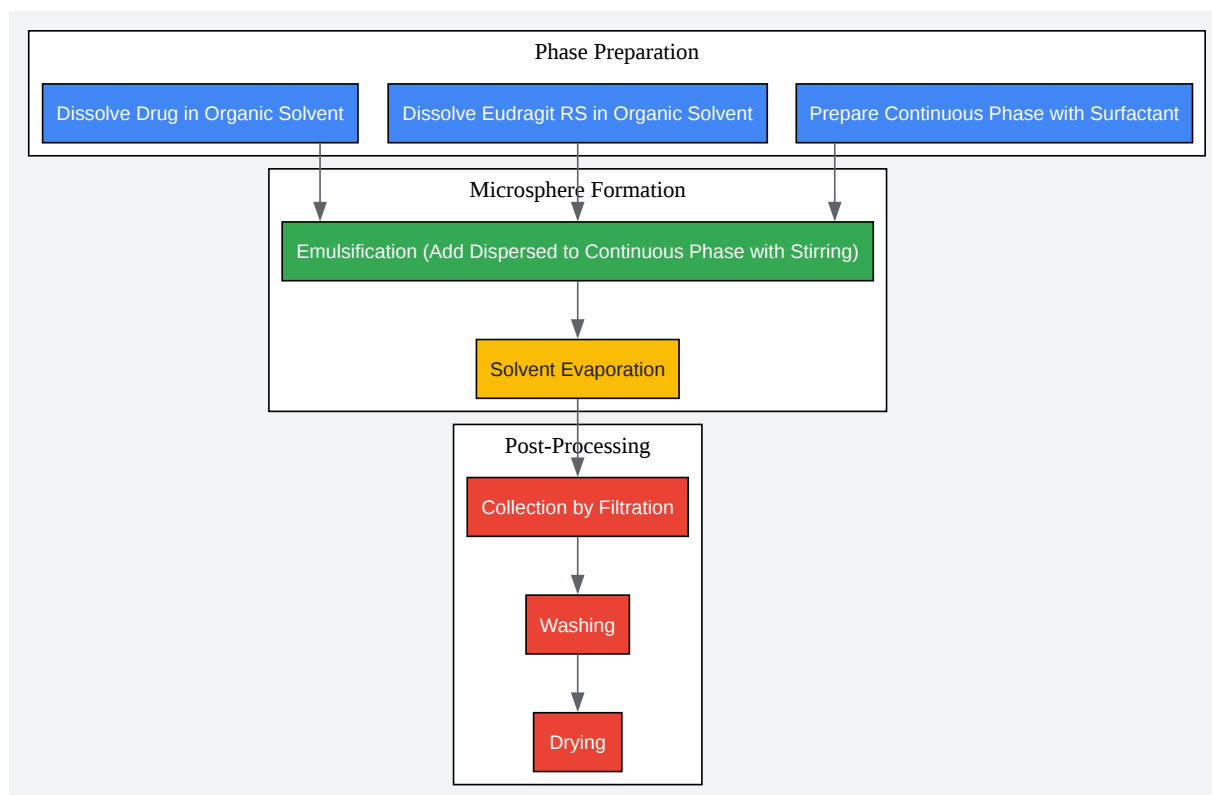 Phase Preparation
Dissolve Drug in Organic Solvent
Dissolve Eudragit RS in Organic Solvent
Prepare Continuous Phase with Surfactant
Microsphere Formation
Emulsification (Add Dispersed to Continuous Phase with Stirring)
Solvent Evaporation
Post-Processing
Collection by Filtration
Washing
Drying